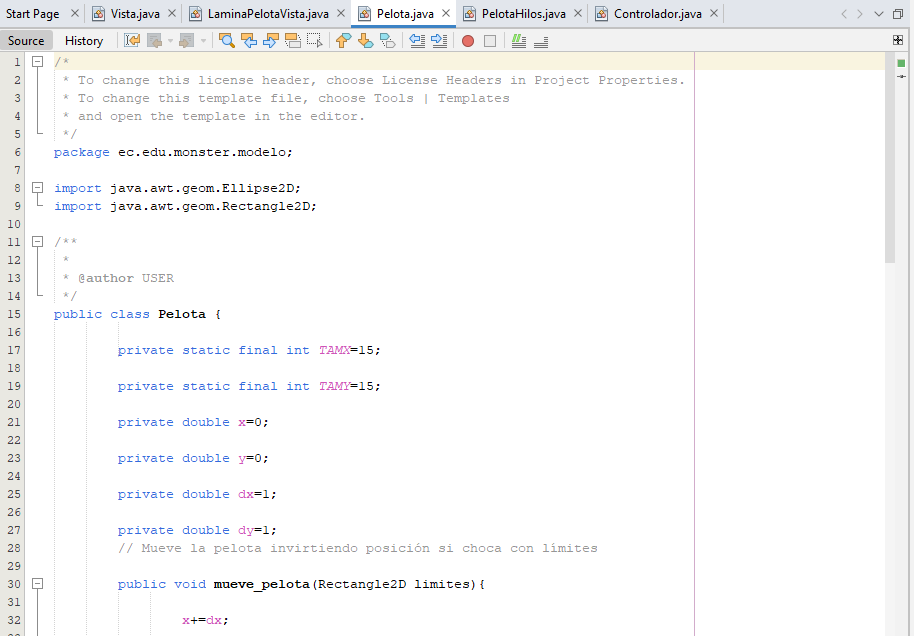 Start Page
Vista.java
LaminaPelotaVista.java
Pelota.java
PelotaHilos.java
Controlador.java
Source
History
1 /*
2 * To change this license header, choose License Headers in Project Properties.
3 * To change this template file, choose Tools | Templates
4 * and open the template in the editor.
5 */
6 package ec.edu.monster.modelo;
7
8 import java.awt.geom.Ellipse2D;
9 import java.awt.geom.Rectangle2D;
10
11 /**
12 *
13 * @author USER
14 */
15 public class Pelota {
16
17 private static final int TAMX=15;
18
19 private static final int TAMY=15;
20
21 private double x=0;
22
23 private double y=0;
24
25 private double dx=1;
26
27 private double dy=1;
28 // Mueve la pelota invirtiendo posición si choca con límites
29
30 public void mueve_pelota(Rectangle2D limites){
31
32 x+=dx;